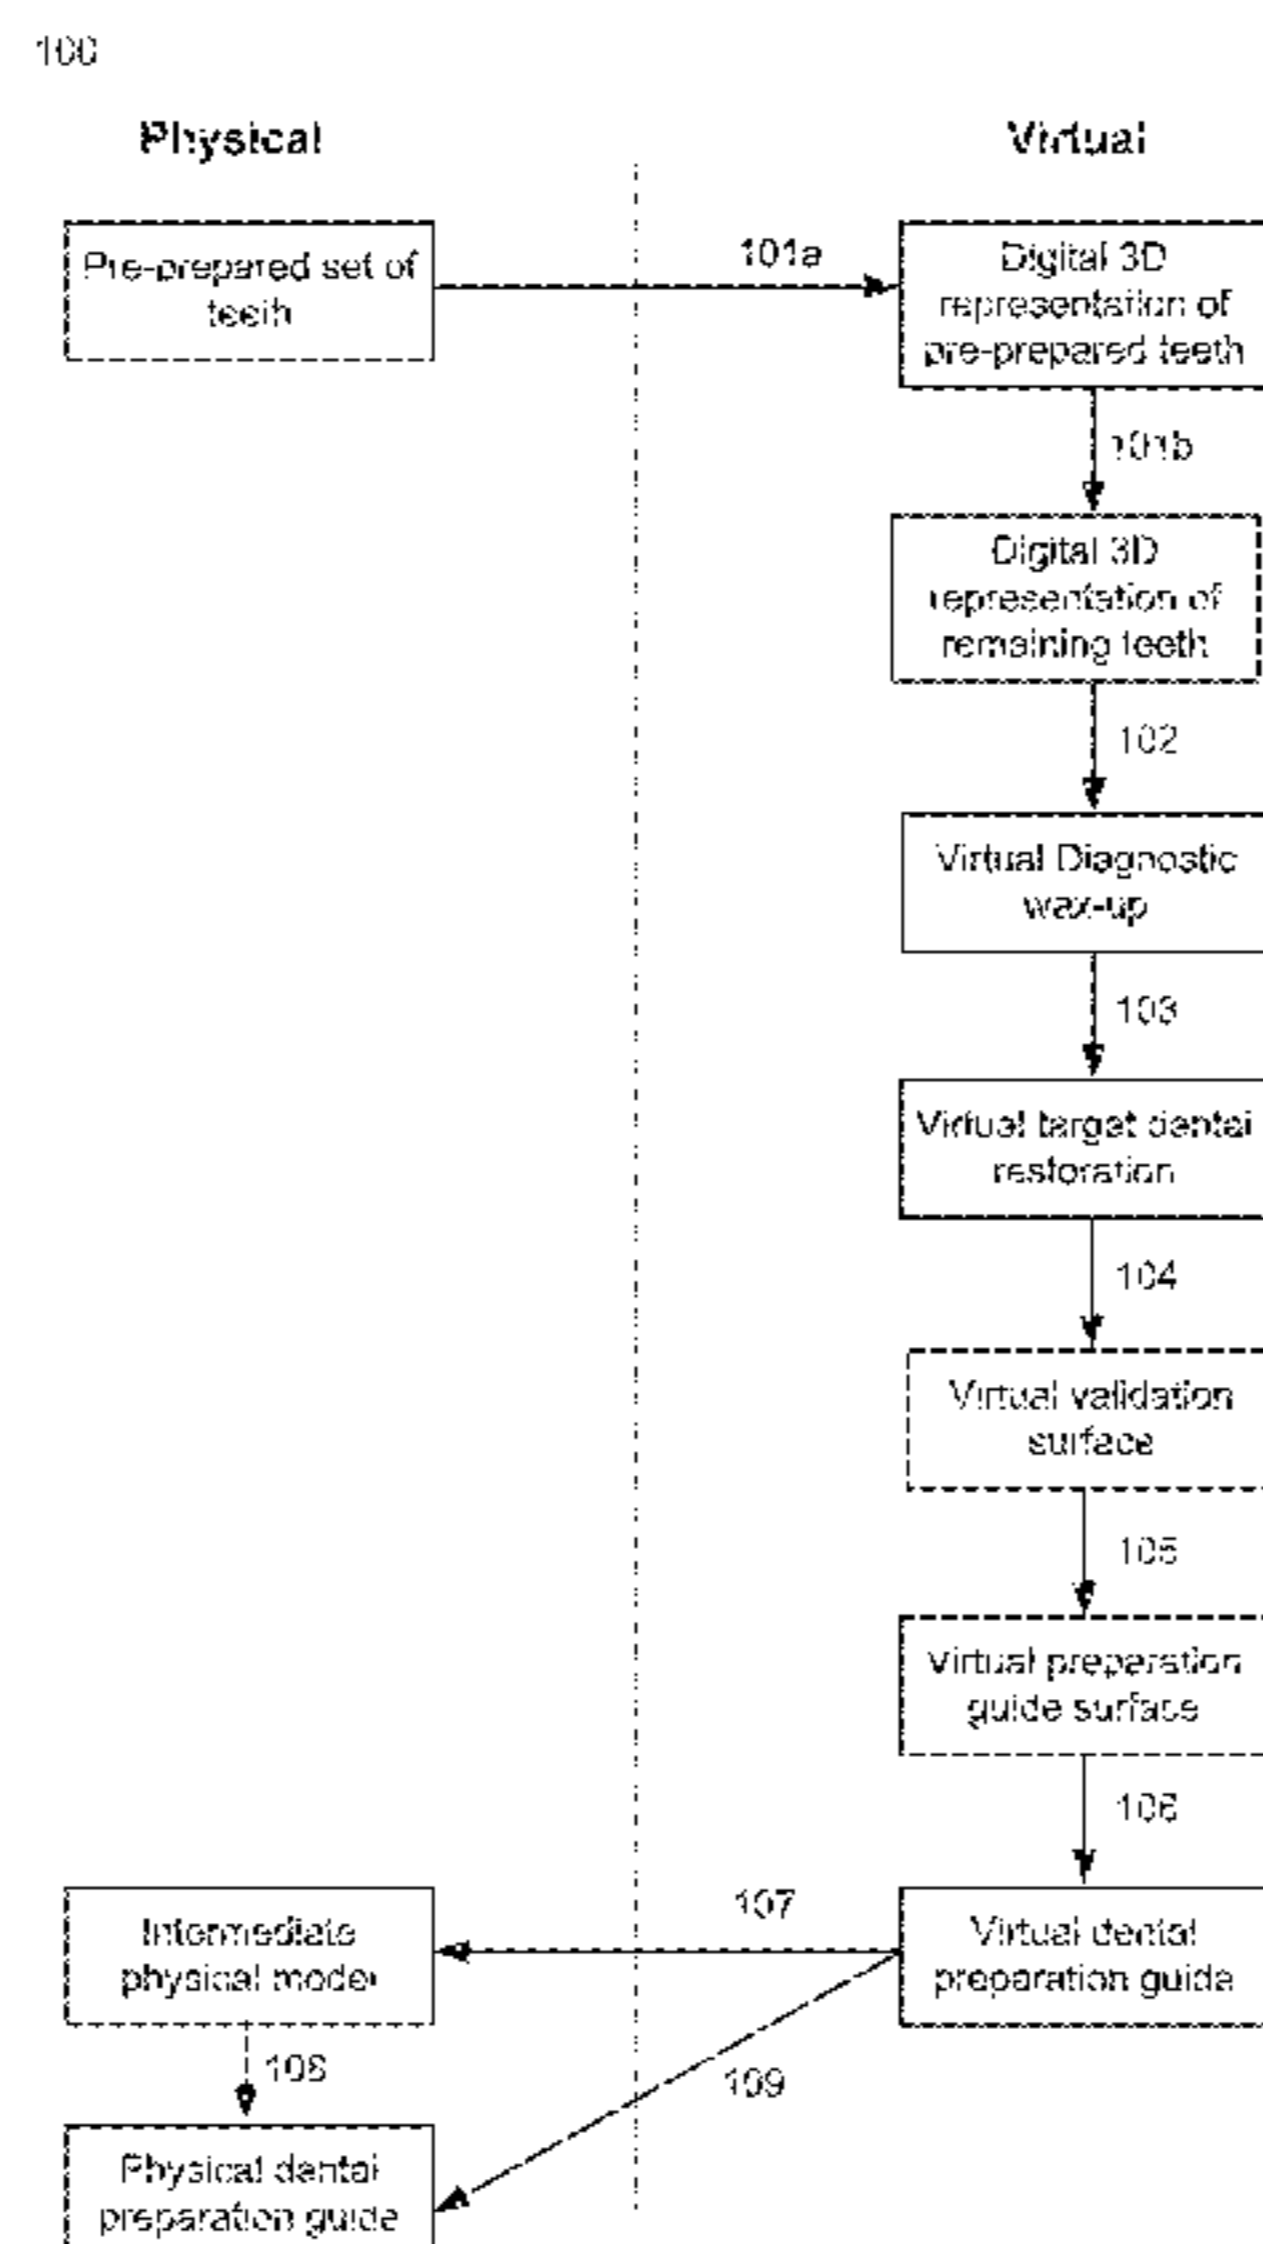 100
Physical
Virtual
Pre-prepared set of
teeth
101a
Digital 3D
representation of
pre-prepared teeth
101b
Digital 3D
representation of
remaining teeth
102
Virtual Diagnostic
wax-up
103
Virtual target dental
restoration
104
Virtual validation
surface
105
Virtual preparation
guide surface
106
Virtual dental
preparation guide
107
Intermediate
physical model
108
109
Physical dental
preparation guide